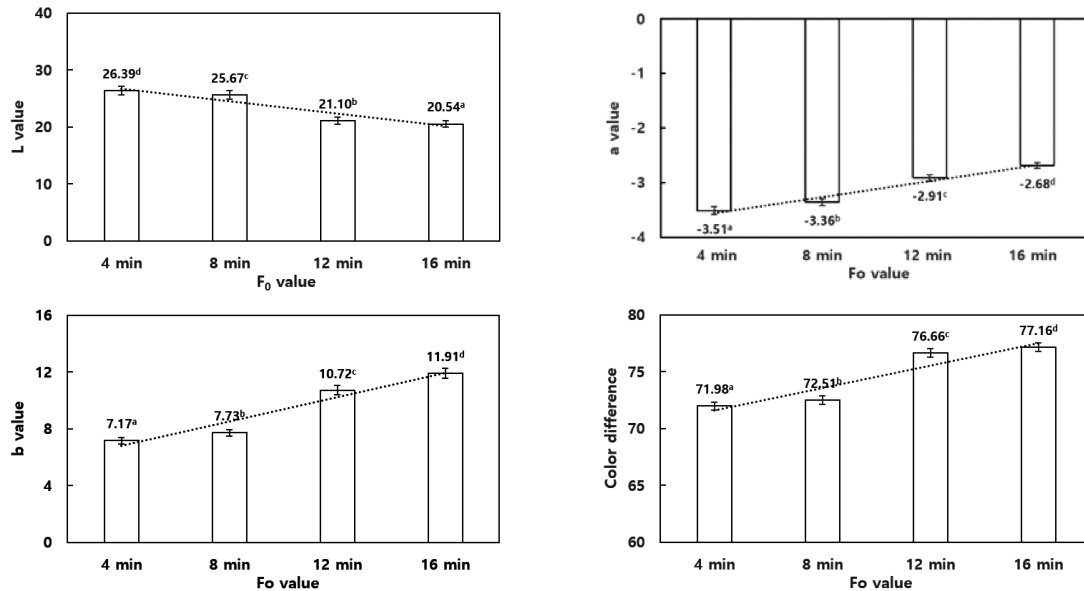 40
30
20
10
0
L value
26.39ᵈ
25.67ᶜ
21.10ᵇ
20.54ᵃ
4 min
8 min
12 min
16 min
F₀ value
0
-1
-2
-3
-4
a value
-3.51ᵃ
-3.36ᵇ
-2.91ᶜ
-2.68ᵈ
4 min
8 min
12 min
16 min
Fo value
16
12
8
4
0
b value
7.17ᵃ
7.73ᵇ
10.72ᶜ
11.91ᵈ
4 min
8 min
12 min
16 min
Fo value
80
75
70
65
60
Color difference
71.98ᵃ
72.51ᵇ
76.66ᶜ
77.16ᵈ
4 min
8 min
12 min
16 min
Fo value